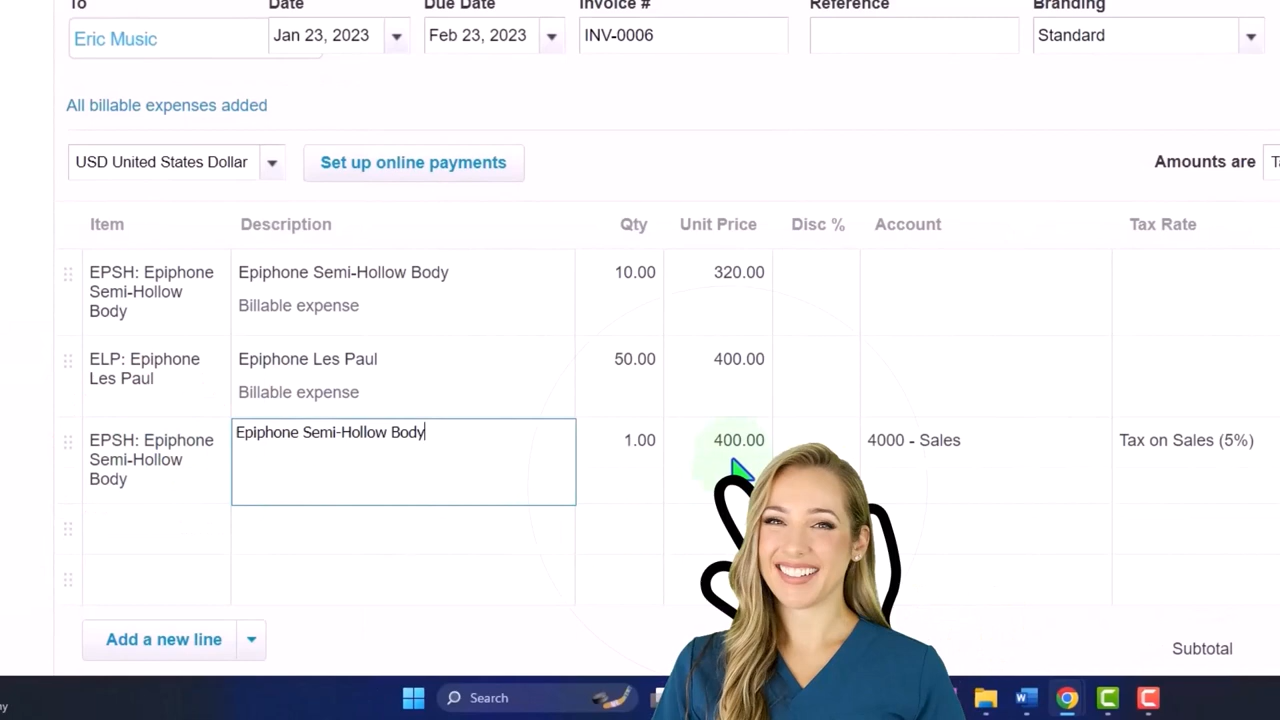 To Date Due Date Invoice # Reference Branding
Eric Music Jan 23, 2023 Feb 23, 2023 INV-0006 Standard
All billable expenses added
USD United States Dollar Set up online payments Amounts are
Item Description Qty Unit Price Disc % Account Tax Rate
EPSH: Epiphone Semi-Hollow Body Epiphone Semi-Hollow Body 10.00 320.00
Billable expense
ELP: Epiphone Les Paul Epiphone Les Paul 50.00 400.00
Billable expense
EPSH: Epiphone Semi-Hollow Body Epiphone Semi-Hollow Body 1.00 400.00 4000 - Sales Tax on Sales (5%)
Add a new line Subtotal
Search